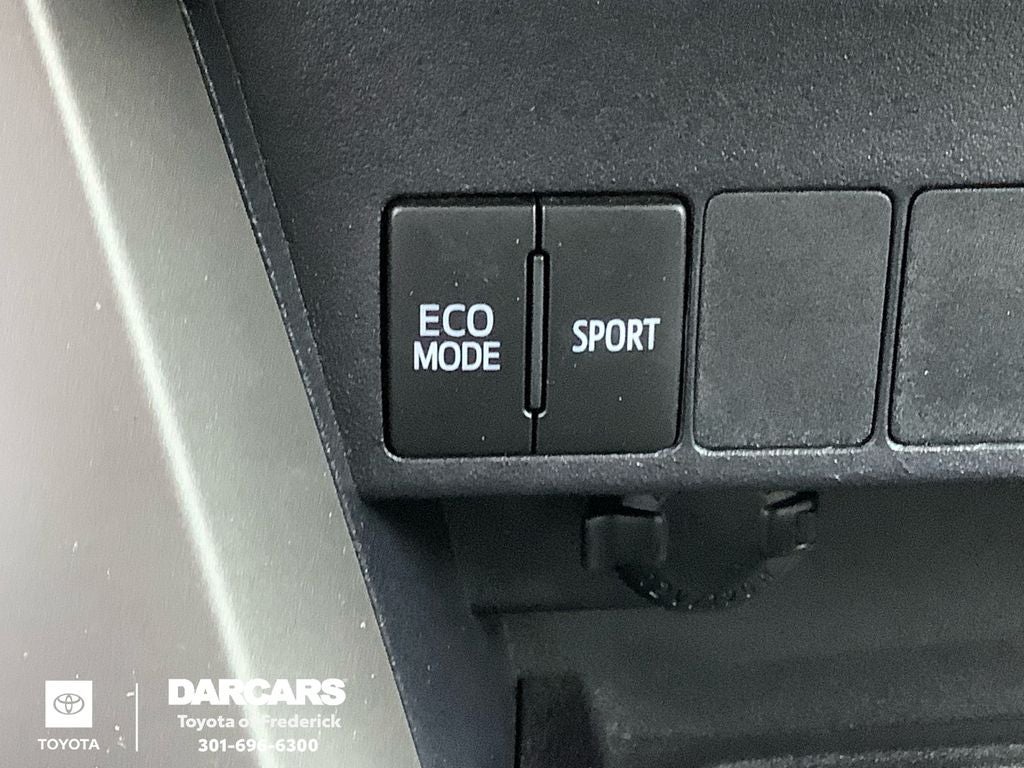 ECO
MODE
SPORT
DARCARS
Toyota of Frederick
TOYOTA
301-696-6300